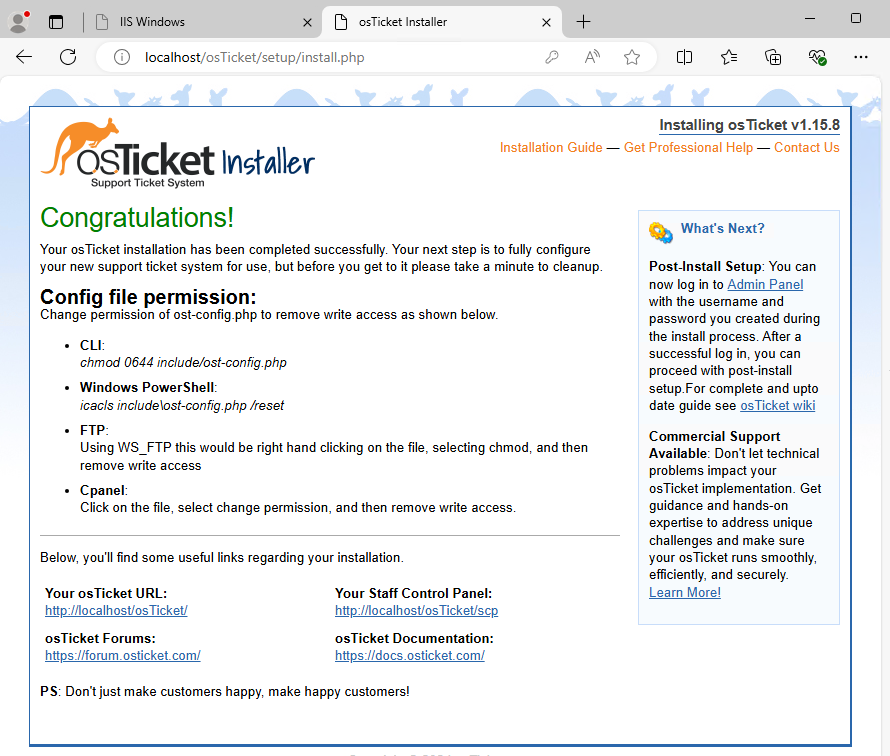 IIS Windows
osTicket Installer
localhost/osTicket/setup/install.php
osTicket Installer
Support Ticket System
Installing osTicket v1.15.8
Installation Guide — Get Professional Help — Contact Us
Congratulations!
Your osTicket installation has been completed successfully. Your next step is to fully configure
your new support ticket system for use, but before you get to it please take a minute to cleanup.
Config file permission:
Change permission of ost-config.php to remove write access as shown below.
• CLI:
chmod 0644 include/ost-config.php
• Windows PowerShell:
icacls include\ost-config.php /reset
• FTP:
Using WS_FTP this would be right hand clicking on the file, selecting chmod, and then
remove write access
• Cpanel:
Click on the file, select change permission, and then remove write access.
Below, you'll find some useful links regarding your installation.
Your osTicket URL:
http://localhost/osTicket/
Your Staff Control Panel:
http://localhost/osTicket/scp
osTicket Forums:
https://forum.osticket.com/
osTicket Documentation:
https://docs.osticket.com/
PS: Don't just make customers happy, make happy customers!
What's Next?
Post-Install Setup: You can
now log in to Admin Panel
with the username and
password you created during
the install process. After a
successful log in, you can
proceed with post-install
setup.For complete and upto
date guide see osTicket wiki
Commercial Support
Available: Don't let technical
problems impact your
osTicket implementation. Get
guidance and hands-on
expertise to address unique
challenges and make sure
your osTicket runs smoothly,
efficiently, and securely.
Learn More!